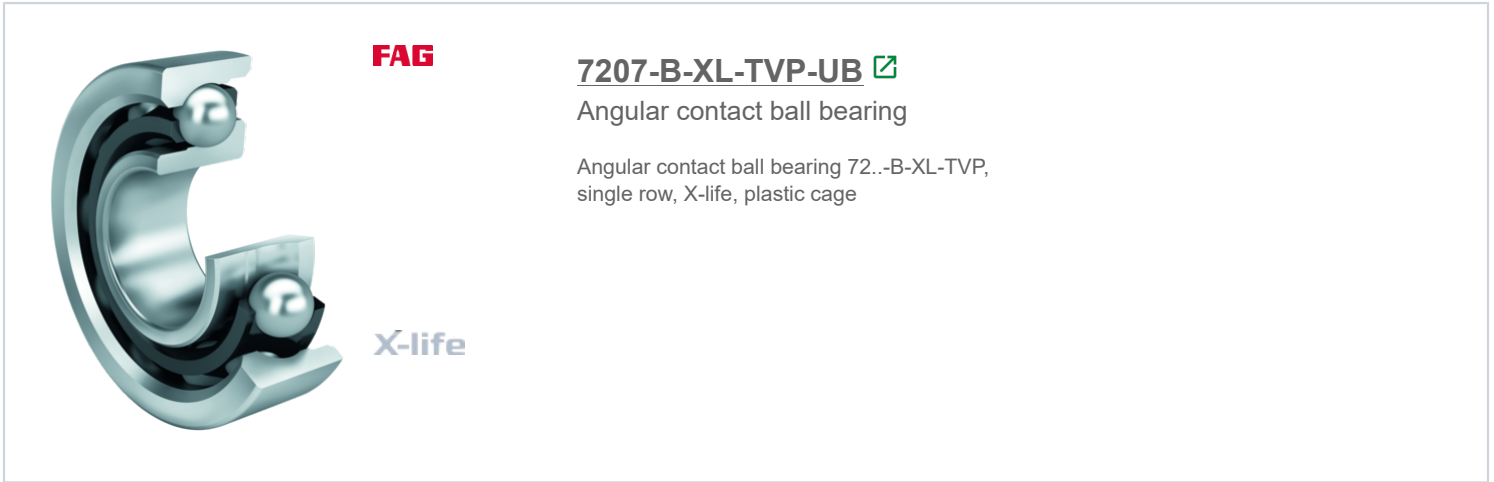 FAG
7207-B-XL-TVP-UB
Angular contact ball bearing
Angular contact ball bearing 72..-B-XL-TVP,
single row, X-life, plastic cage
X-life